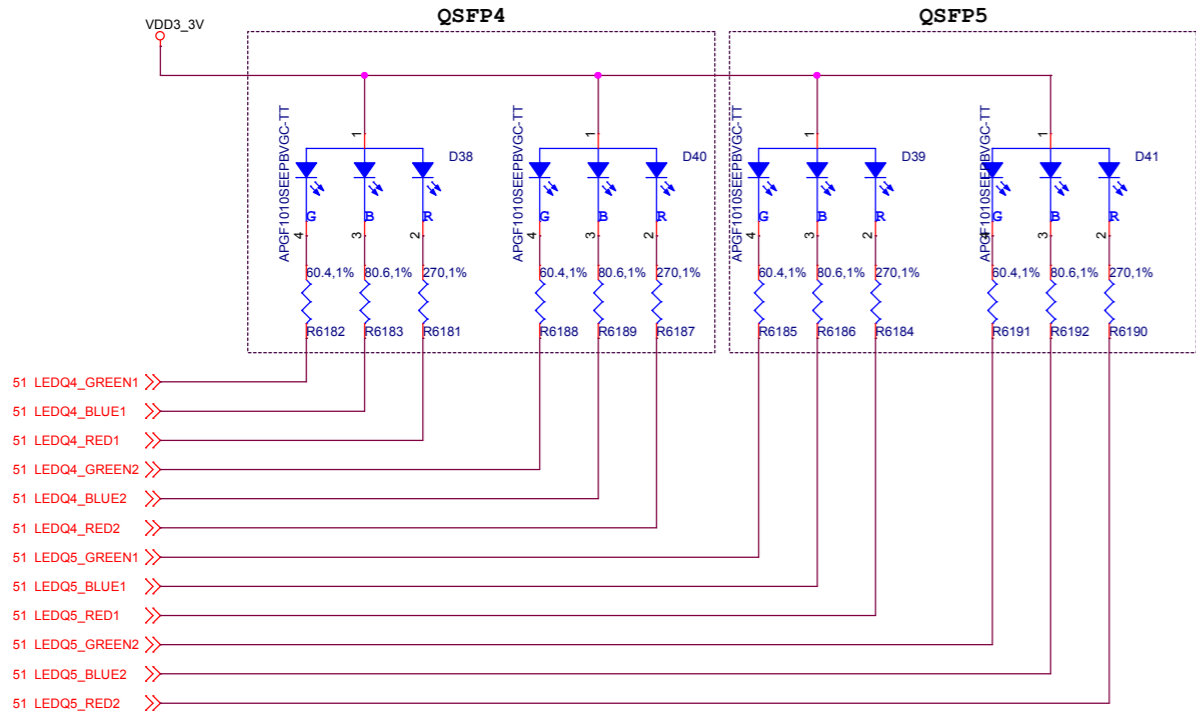 QSFP4
QSFP5
VDD3_3V
APGF1010SEEPBVGC-TT
1
D38
G
B
R
4
3
2
60.4,1%
80.6,1%
270,1%
R6182
R6183
R6181
APGF1010SEEPBVGC-TT
1
D40
G
B
R
4
3
2
60.4,1%
80.6,1%
270,1%
R6188
R6189
R6187
APGF1010SEEPBVGC-TT
1
D39
G
B
R
4
3
2
60.4,1%
80.6,1%
270,1%
R6185
R6186
R6184
APGF1010SEEPBVGC-TT
1
D41
G
B
R
4
3
2
60.4,1%
80.6,1%
270,1%
R6191
R6192
R6190
51 LEDQ4_GREEN1
51 LEDQ4_BLUE1
51 LEDQ4_RED1
51 LEDQ4_GREEN2
51 LEDQ4_BLUE2
51 LEDQ4_RED2
51 LEDQ5_GREEN1
51 LEDQ5_BLUE1
51 LEDQ5_RED1
51 LEDQ5_GREEN2
51 LEDQ5_BLUE2
51 LEDQ5_RED2